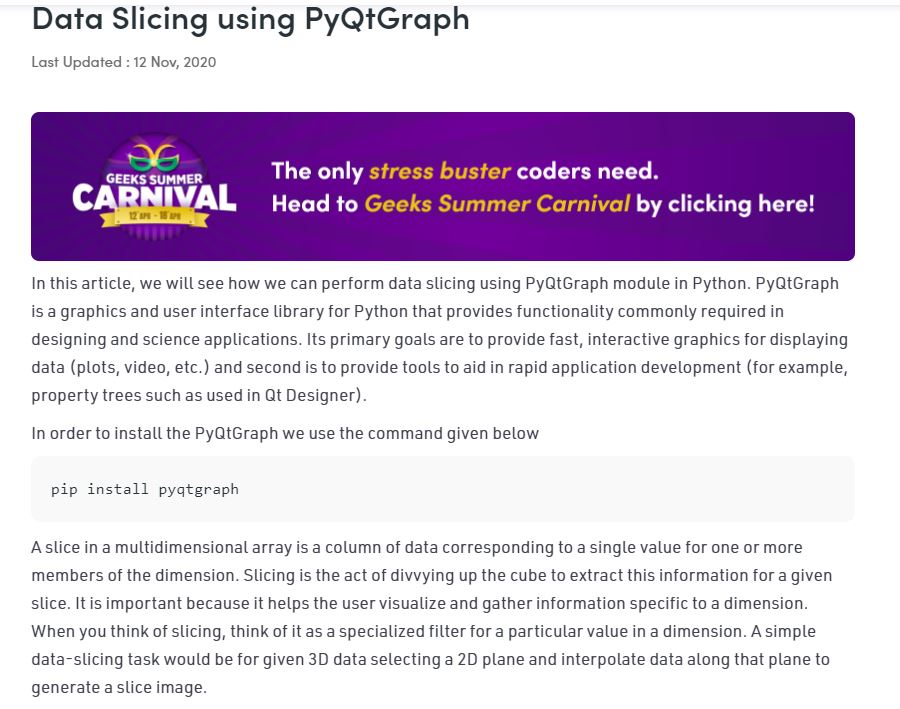 Data Slicing using PyQtGraph
Last Updated : 12 Nov, 2020
GEEKS SUMMER
CARNIVAL
12 APR - 18 APR
The only stress buster coders need.
Head to Geeks Summer Carnival by clicking here!
In this article, we will see how we can perform data slicing using PyQtGraph module in Python. PyQtGraph
is a graphics and user interface library for Python that provides functionality commonly required in
designing and science applications. Its primary goals are to provide fast, interactive graphics for displaying
data (plots, video, etc.) and second is to provide tools to aid in rapid application development (for example,
property trees such as used in Qt Designer).
In order to install the PyQtGraph we use the command given below
pip install pyqtgraph
A slice in a multidimensional array is a column of data corresponding to a single value for one or more
members of the dimension. Slicing is the act of divvying up the cube to extract this information for a given
slice. It is important because it helps the user visualize and gather information specific to a dimension.
When you think of slicing, think of it as a specialized filter for a particular value in a dimension. A simple
data-slicing task would be for given 3D data selecting a 2D plane and interpolate data along that plane to
generate a slice image.